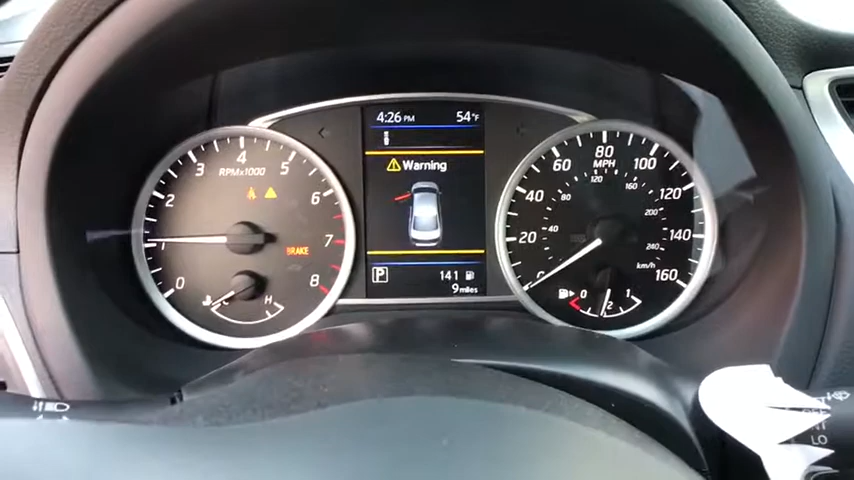 4:26 PM 54°F
Warning
P 141
9 miles
RPMx1000
0 1 2 3 4 5 6 7 8
BRAKE
C H
MPH
0 20 40 60 80 100 120 140 160
40 80 120 160 200 240
km/h
0 1/2 1
LO